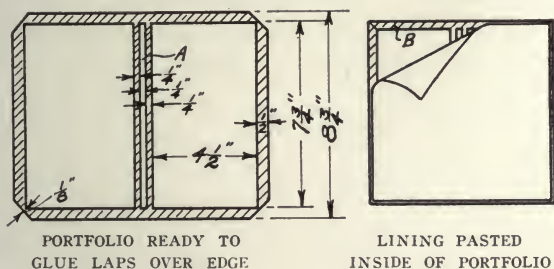 A
1/4"
1/4"
1/4"
1/2"
4 1/2"
7 3/4"
8 3/4"
1/8"
PORTFOLIO READY TO
GLUE LAPS OVER EDGE
B
LINING PASTED
INSIDE OF PORTFOLIO